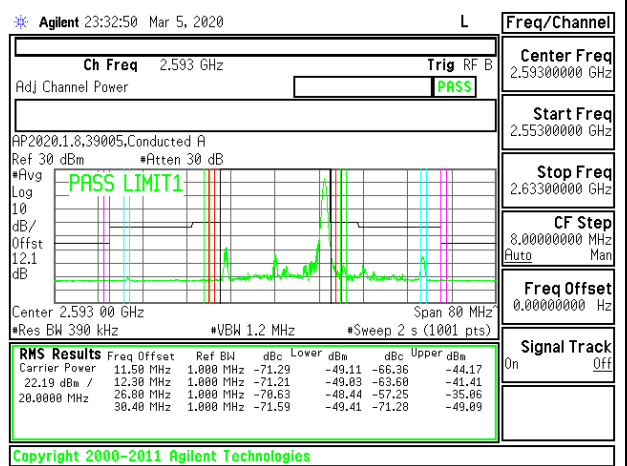 Agilent 23:32:50 Mar 5, 2020 L
Freq/Channel
Ch Freq 2.593 GHz Trig RF B
Adj Channel Power PASS
AP2020.1.8,39005,Conducted A
Ref 30 dBm #Atten 30 dB
#Avg
Log
10
dB/
Offst
12.1
dB
PASS LIMIT1
Center 2.593 00 GHz Span 80 MHz^
#Res BW 390 kHz #VBW 1.2 MHz #Sweep 2 s (1001 pts)
RMS Results Freq Offset Ref BW dBc Lower dBm dBc Upper dBm
Carrier Power 11.50 MHz 1.000 MHz -71.29 -49.11 -66.36 -44.17
22.19 dBm / 12.30 MHz 1.000 MHz -71.21 -49.03 -63.60 -41.41
20.0000 MHz 26.80 MHz 1.000 MHz -70.63 -48.44 -57.25 -35.06
30.40 MHz 1.000 MHz -71.59 -49.41 -71.28 -49.09
Center Freq
2.59300000 GHz
Start Freq
2.55300000 GHz
Stop Freq
2.63300000 GHz
CF Step
8.00000000 MHz
Auto Man
Freq Offset
0.00000000 Hz
Signal Track
On Off
Copyright 2000-2011 Agilent Technologies